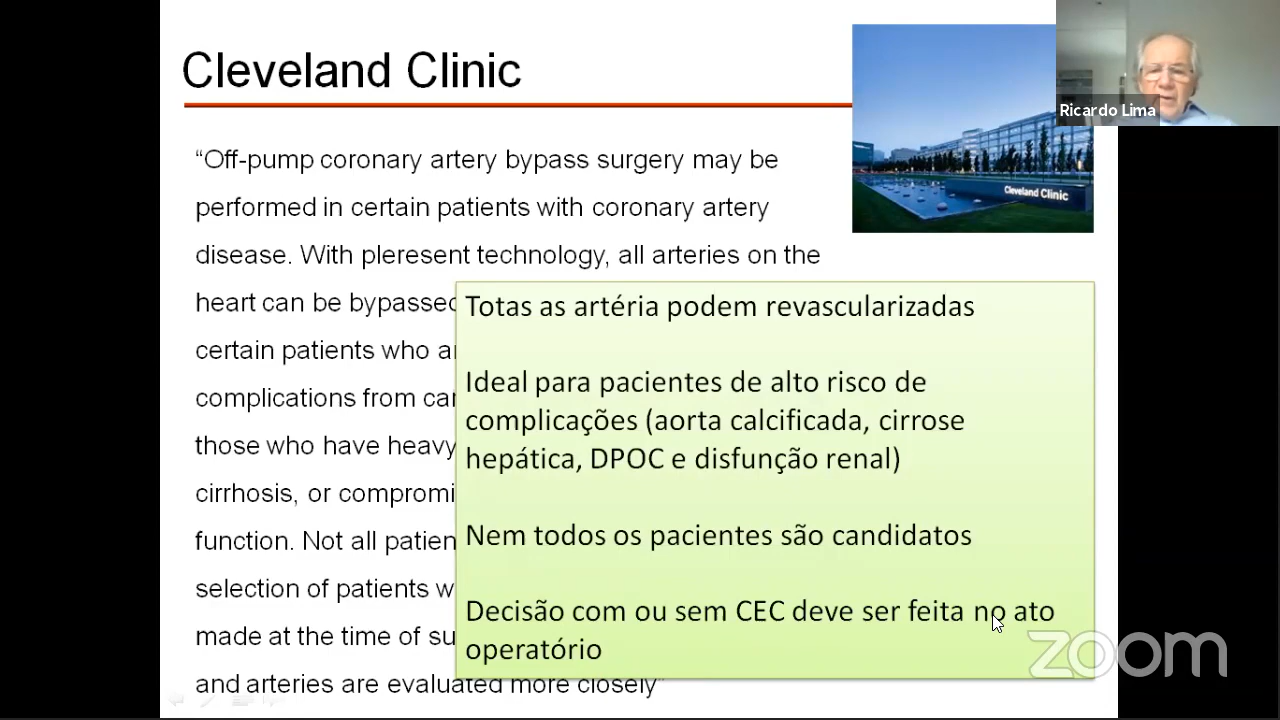 Cleveland Clinic
Cleveland Clinic
Ricardo Lima
“Off-pump coronary artery bypass surgery may be
performed in certain patients with coronary artery
disease. With pleresent technology, all arteries on the
heart can be bypassed
certain patients who
complications from
those who have heavy
cirrhosis, or
function. Not all
selection of patients
made at the time of
and arteries are evaluated more closely”
Totas as artéria podem revascularizadas
Ideal para pacientes de alto risco de
complicações (aorta calcificada, cirrose
hepática, DPOC e disfunção renal)
Nem todos os pacientes são candidatos
Decisão com ou sem CEC deve ser feita no ato
operatório
zoom